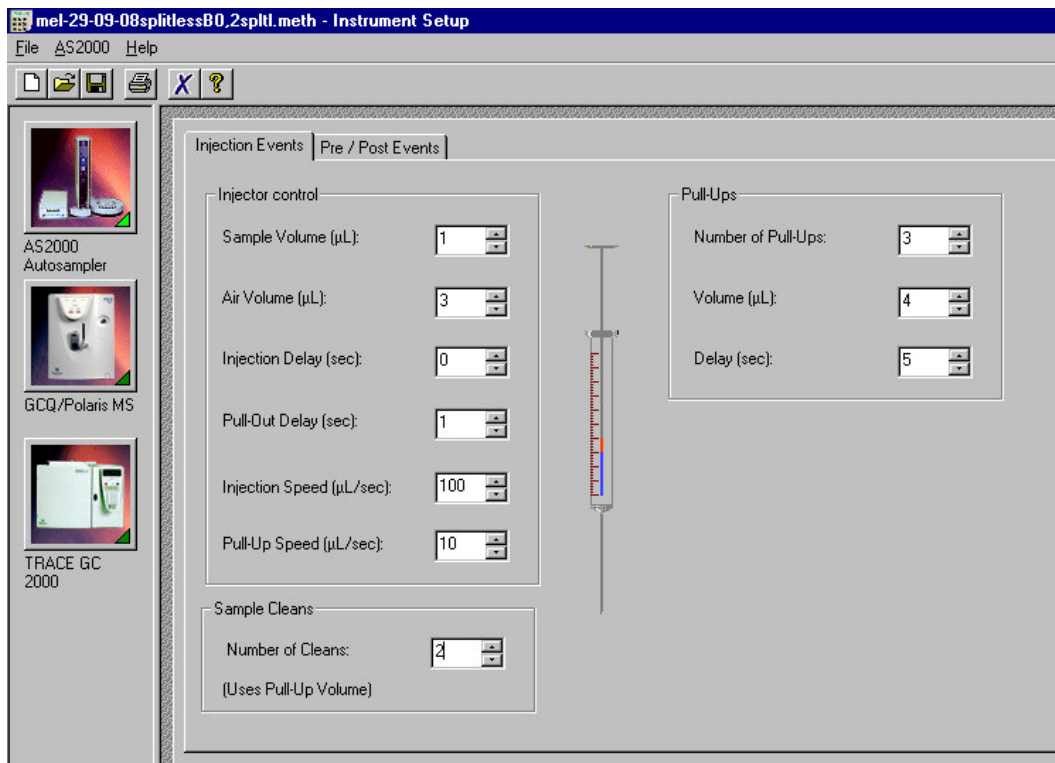 mel-29-09-08splitlessB0,2spltl.meth - Instrument Setup
File AS2000 Help
Injection Events
Pre / Post Events
AS2000
Autosampler
GCQ/Polaris MS
TRACE GC
2000
Injector control
Sample Volume (µL): 1
Air Volume (µL): 3
Injection Delay (sec): 0
Pull-Out Delay (sec): 1
Injection Speed (µL/sec): 100
Pull-Up Speed (µL/sec): 10
Sample Cleans
Number of Cleans: 2
(Uses Pull-Up Volume)
Pull-Ups
Number of Pull-Ups: 3
Volume (µL): 4
Delay (sec): 5